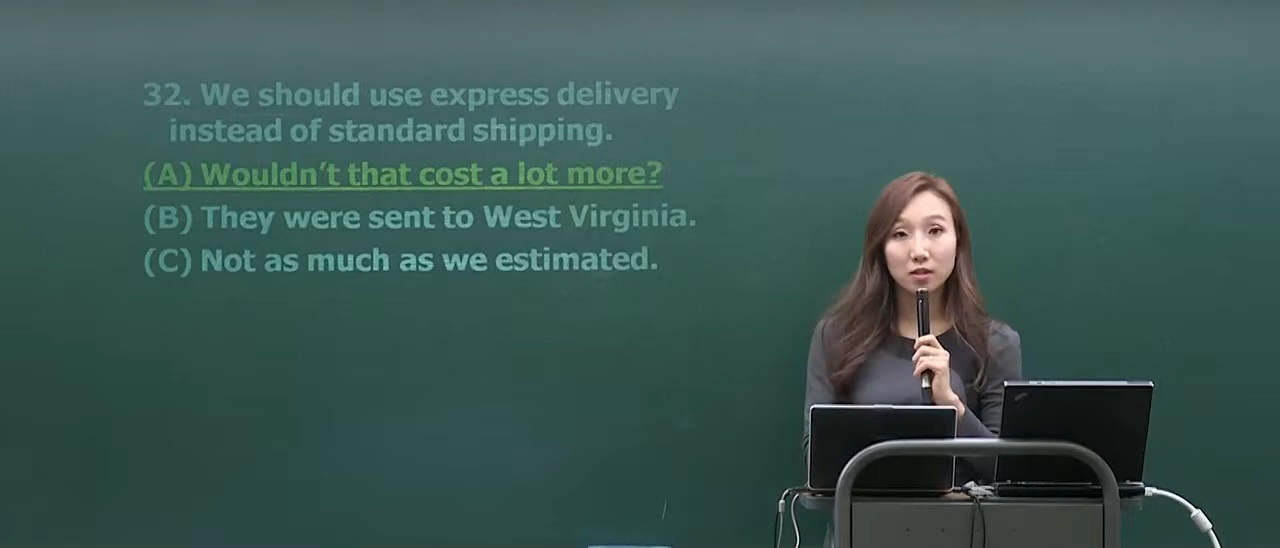 32. We should use express delivery
instead of standard shipping.
(A) Wouldn't that cost a lot more?
(B) They were sent to West Virginia.
(C) Not as much as we estimated.